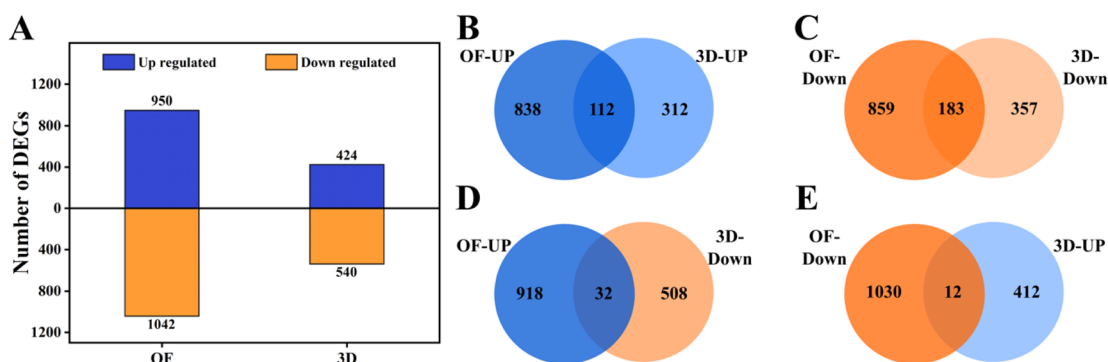 A
Number of DEGs
1200
800
400
0
400
800
1200
Up regulated
Down regulated
950
424
1042
540
OF
3D
B
OF-UP
3D-UP
838
112
312
C
OF-
Down
3D-
Down
859
183
357
D
OF-UP
3D-
Down
918
32
508
E
OF-
Down
3D-UP
1030
12
412